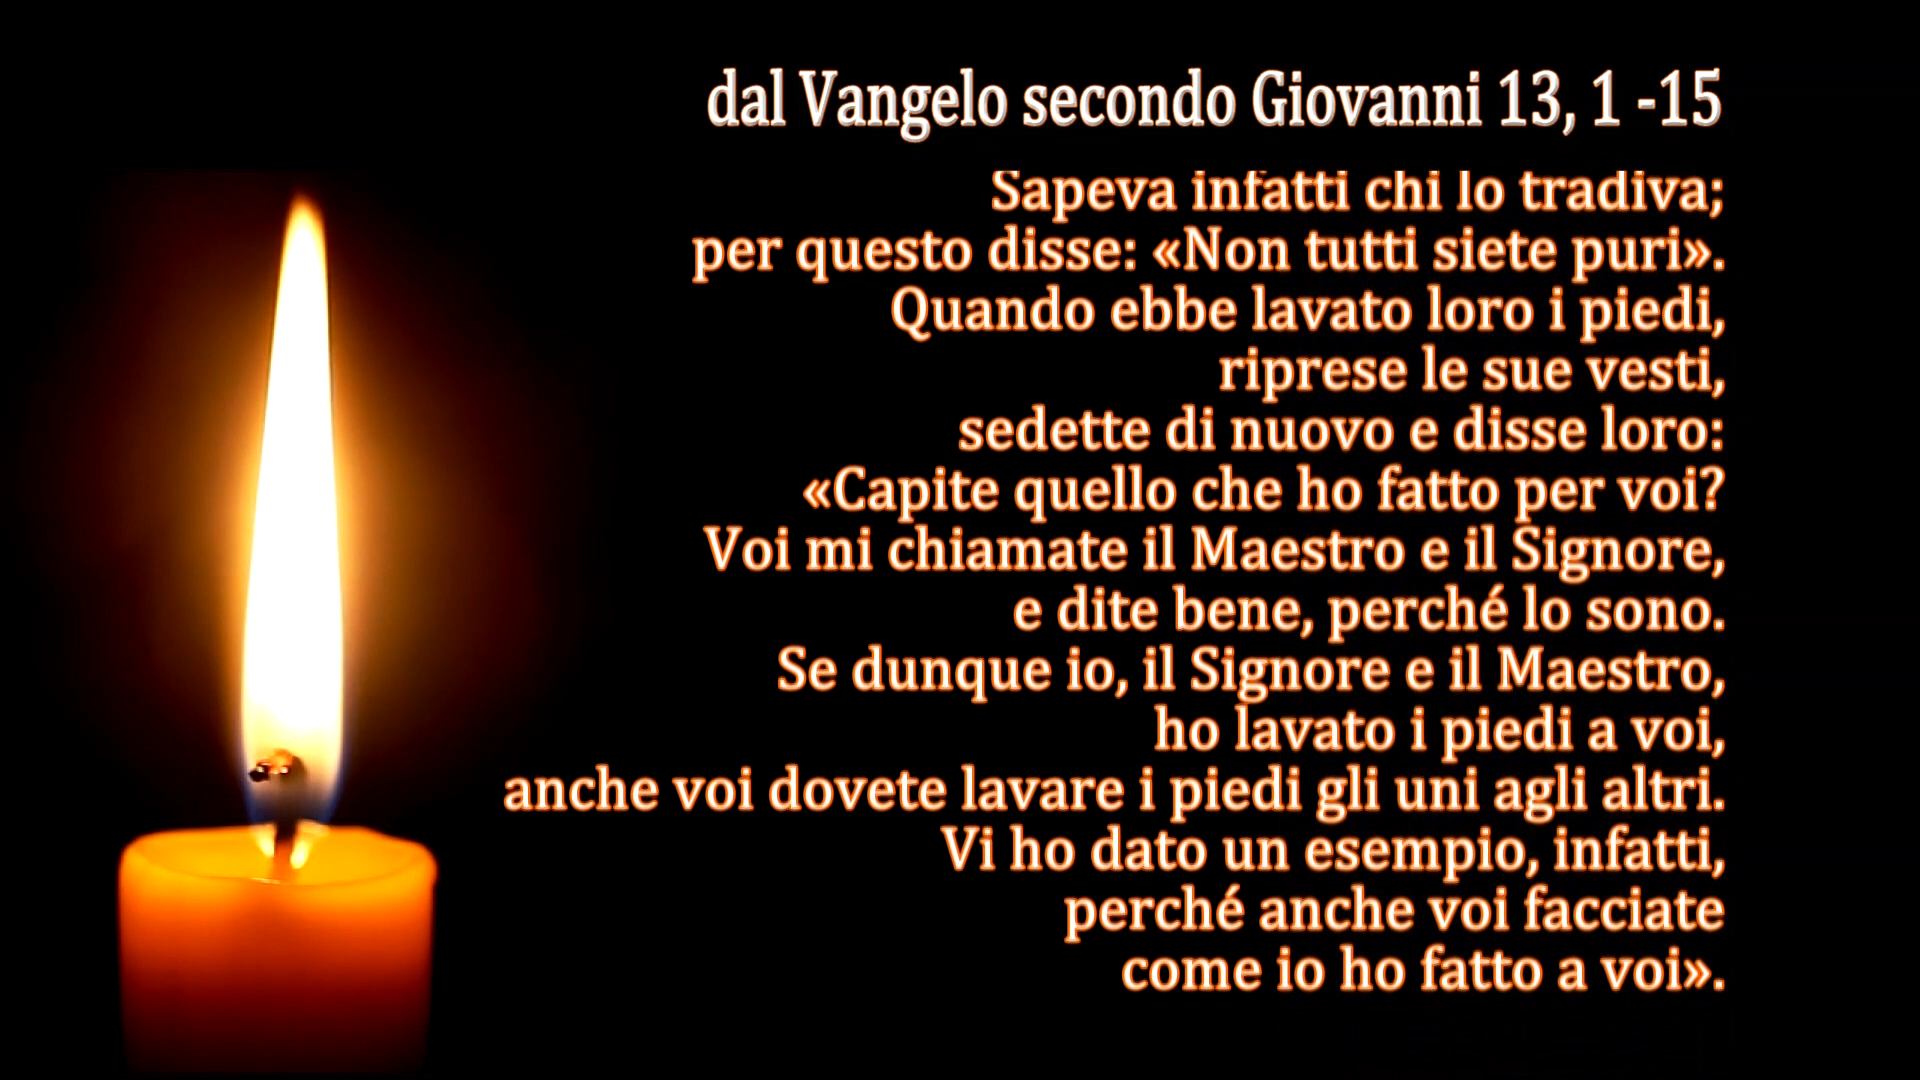 dal Vangelo secondo Giovanni 13, 1 -15
Sapeva infatti chi lo tradiva;
per questo disse: «Non tutti siete puri».
Quando ebbe lavato loro i piedi,
riprese le sue vesti,
sedette di nuovo e disse loro:
«Capite quello che ho fatto per voi?
Voi mi chiamate il Maestro e il Signore,
e dite bene, perché lo sono.
Se dunque io, il Signore e il Maestro,
ho lavato i piedi a voi,
anche voi dovete lavare i piedi gli uni agli altri.
Vi ho dato un esempio, infatti,
perché anche voi facciate
come io ho fatto a voi».